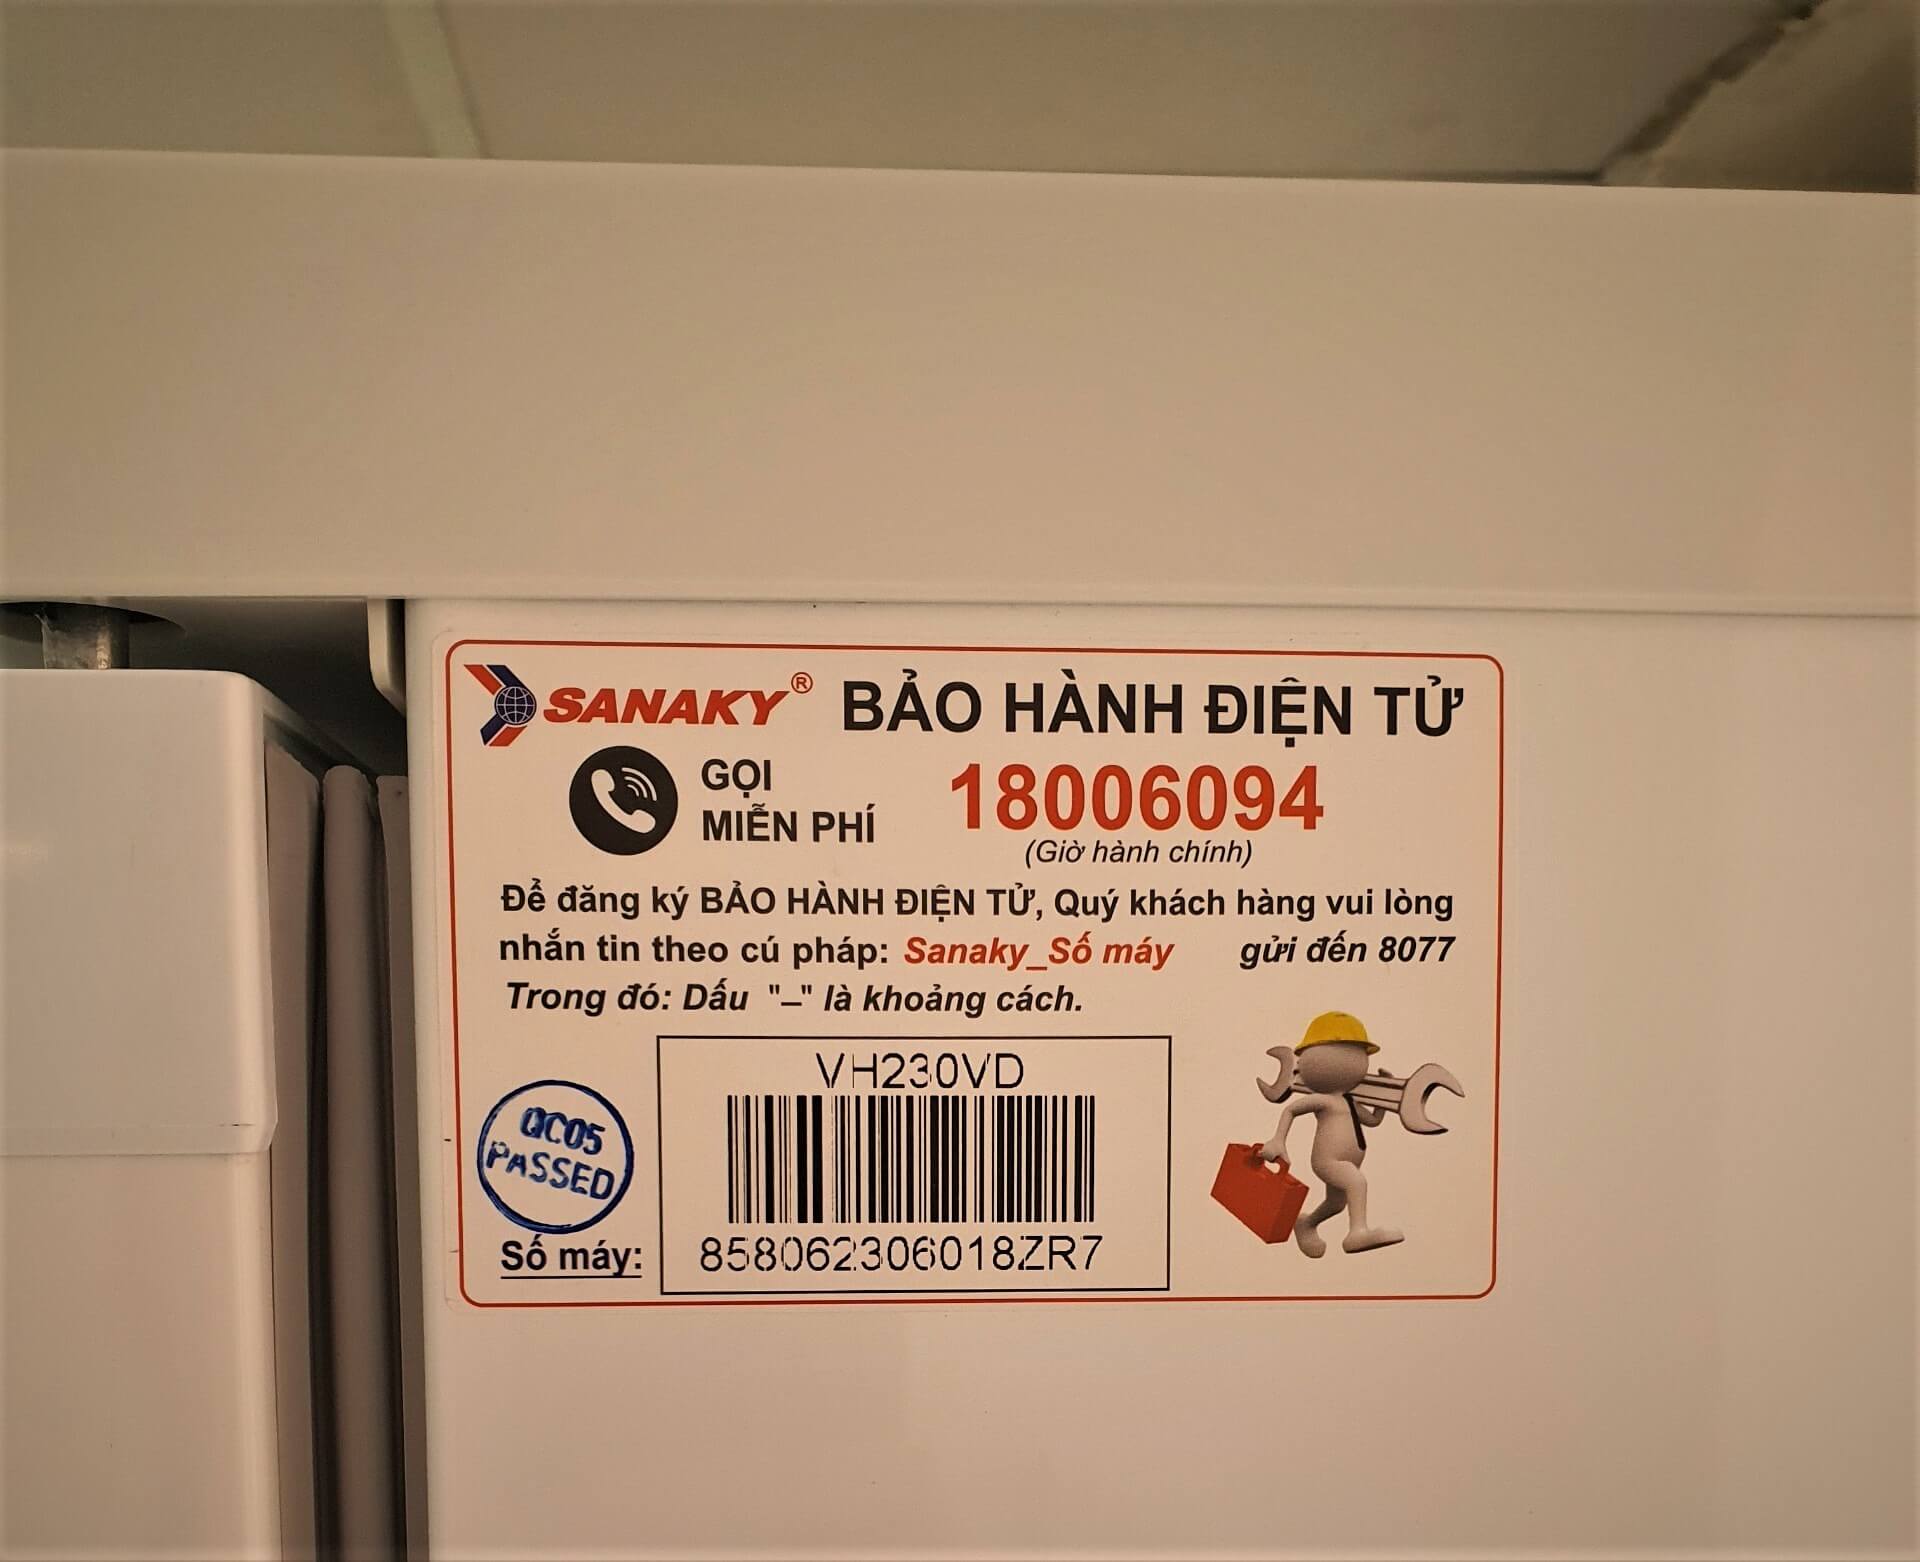 SANAKY® BẢO HÀNH ĐIỆN TỬ
GỌI
MIỄN PHÍ
18006094
(Giờ hành chính)
Để đăng ký BẢO HÀNH ĐIỆN TỬ, Quý khách hàng vui lòng
nhắn tin theo cú pháp: Sanaky_Số máy gửi đến 8077
Trong đó: Dấu "–" là khoảng cách.
VH230VD
QC05
PASSED
Số máy: 858062306018ZR7